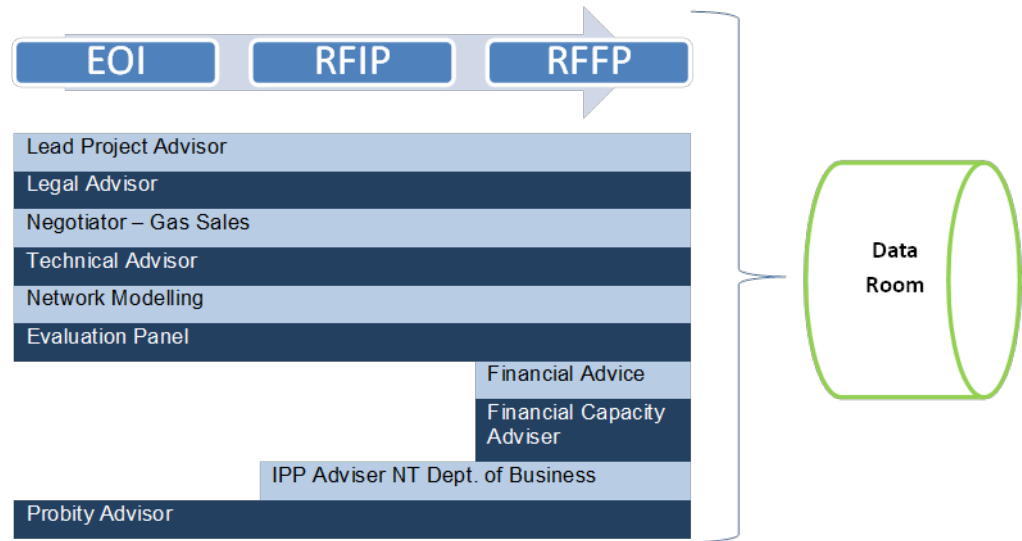 EOI
RFIP
RFFP
Lead Project Advisor
Legal Advisor
Negotiator – Gas Sales
Technical Advisor
Network Modelling
Evaluation Panel
Financial Advice
Financial Capacity
Adviser
IPP Adviser NT Dept. of Business
Probity Advisor
Data
Room